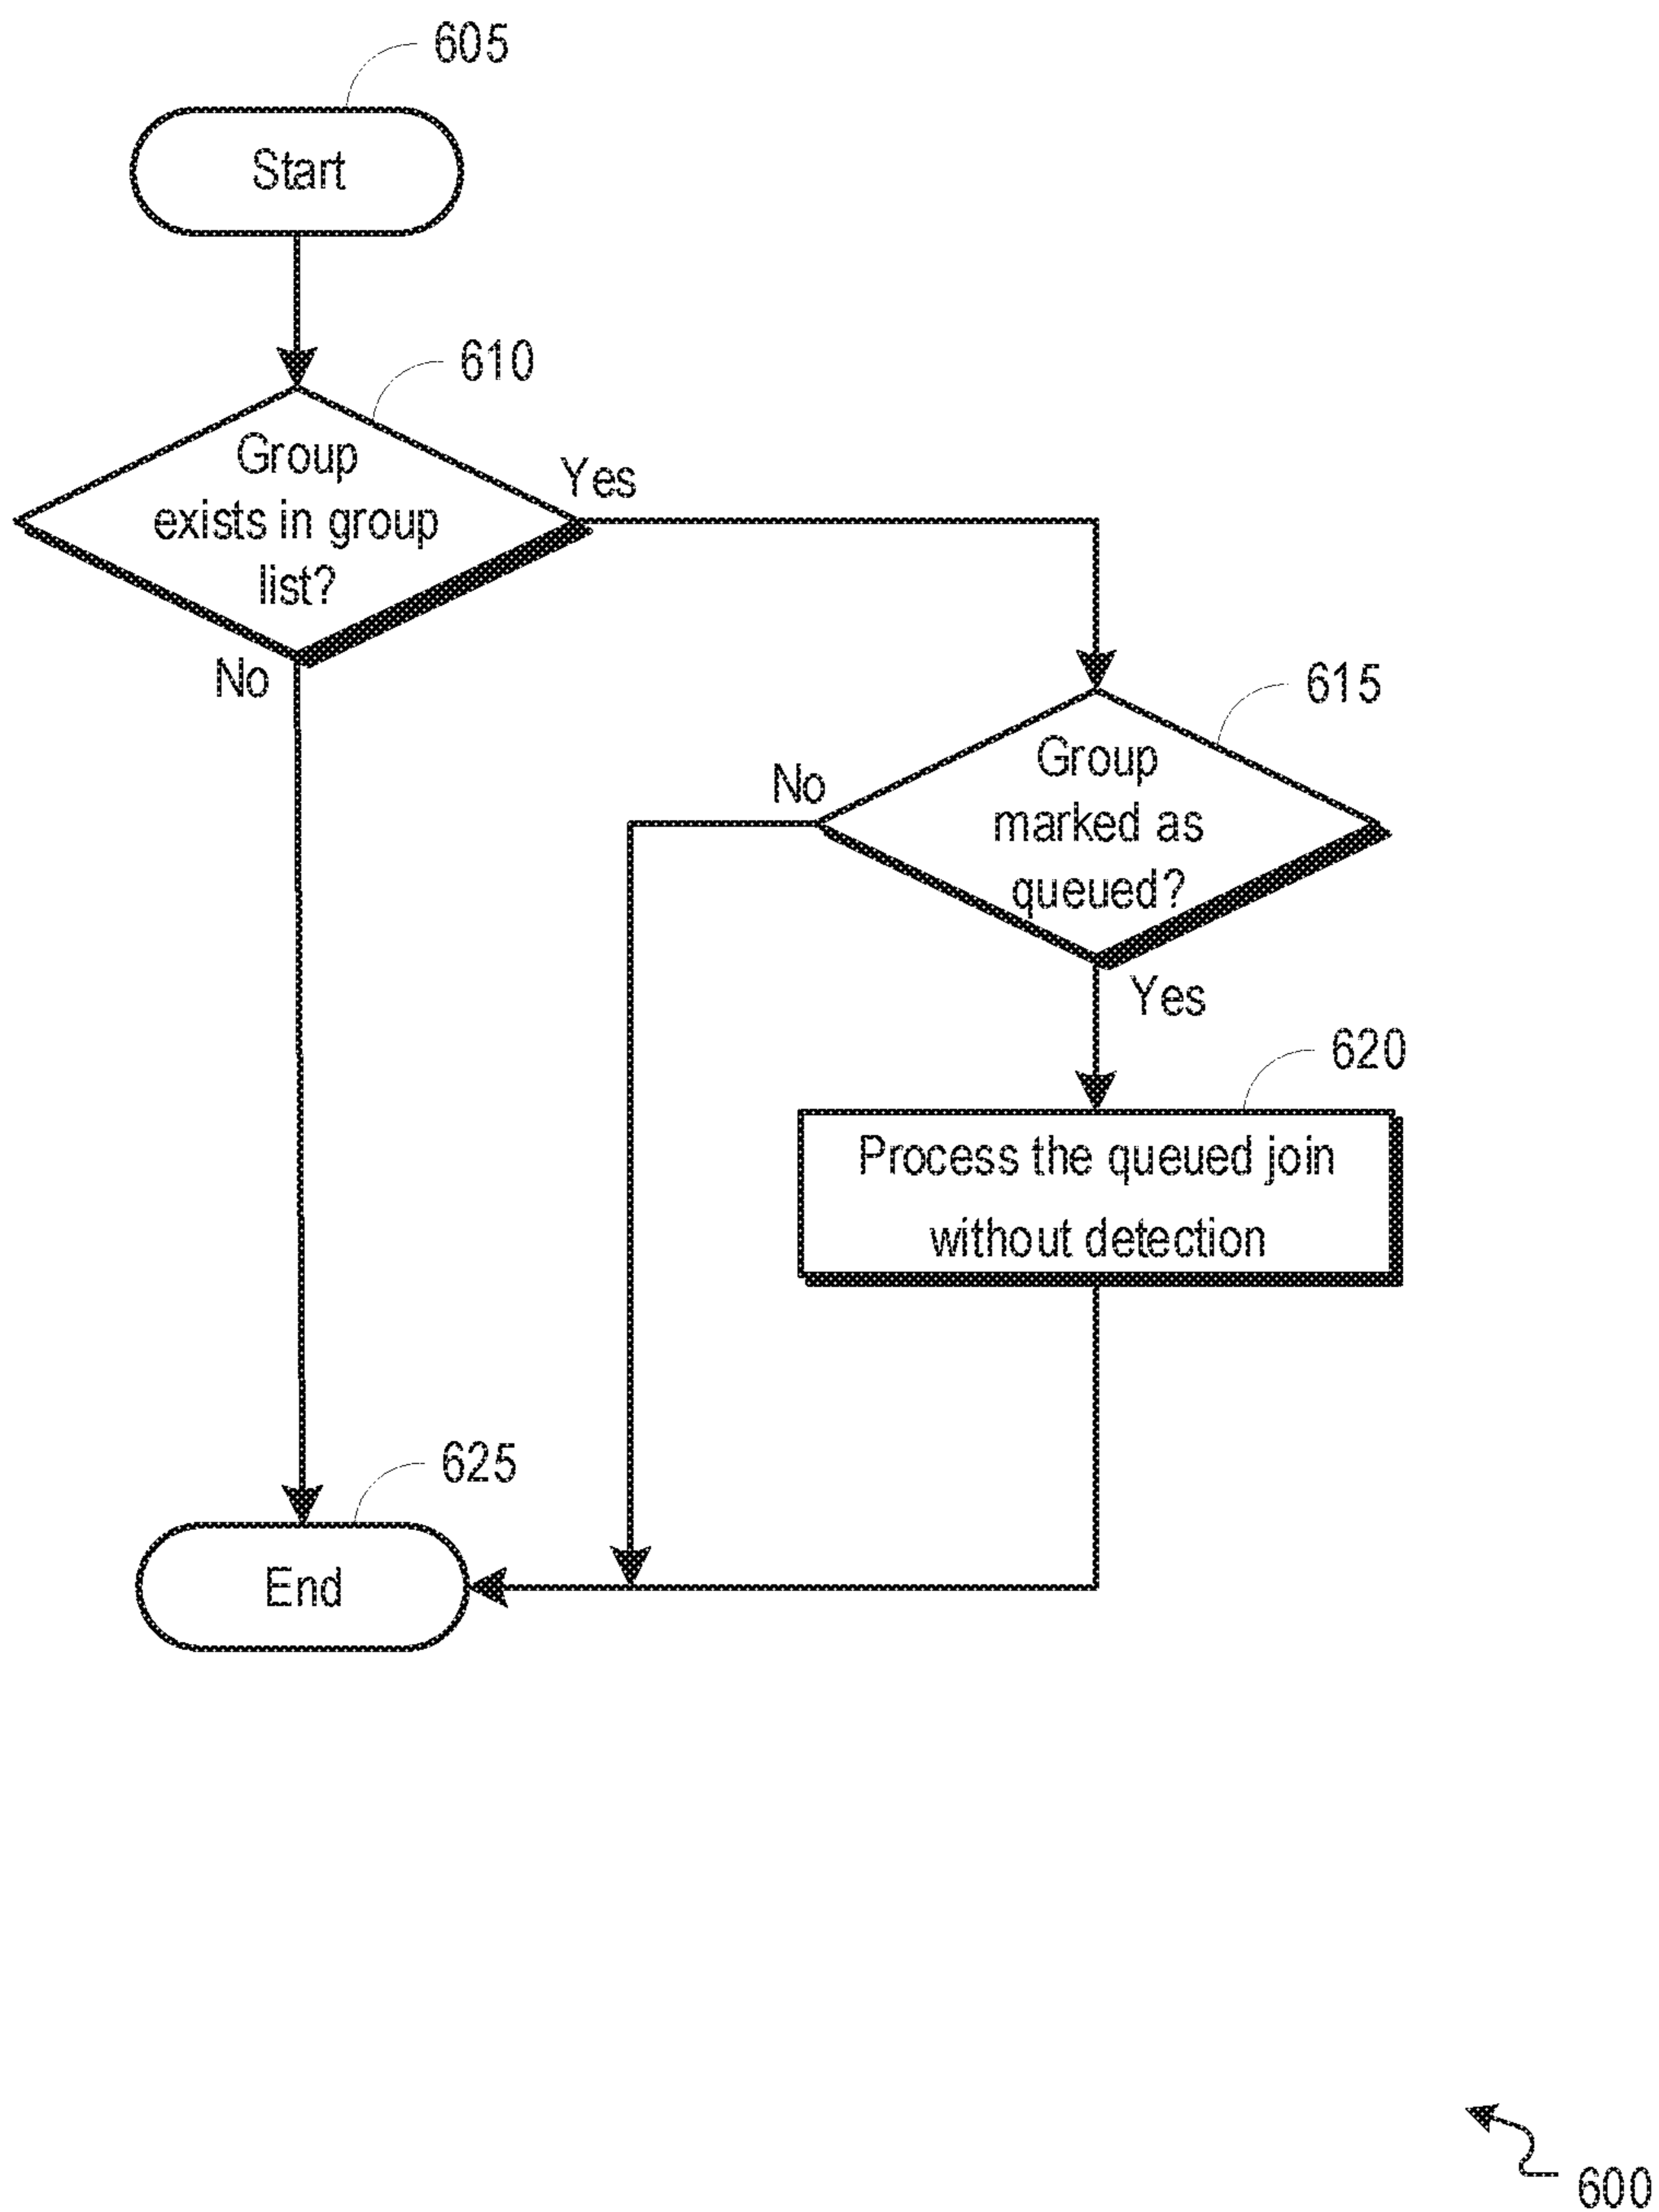 605
Start
610
Group
exists in group
list?
Yes
No
615
Group
marked as
queued?
No
Yes
620
Process the queued join
without detection
625
End
600